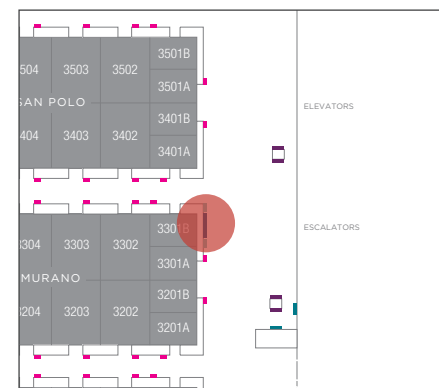 3501B
3504 3503 3502
3501A
SAN POLO
ELEVATORS
3401B
3404 3403 3402
3401A
3301B
ESCALATORS
3304 3303 3302
3301A
MURANO
3201B
3204 3203 3202
3201A